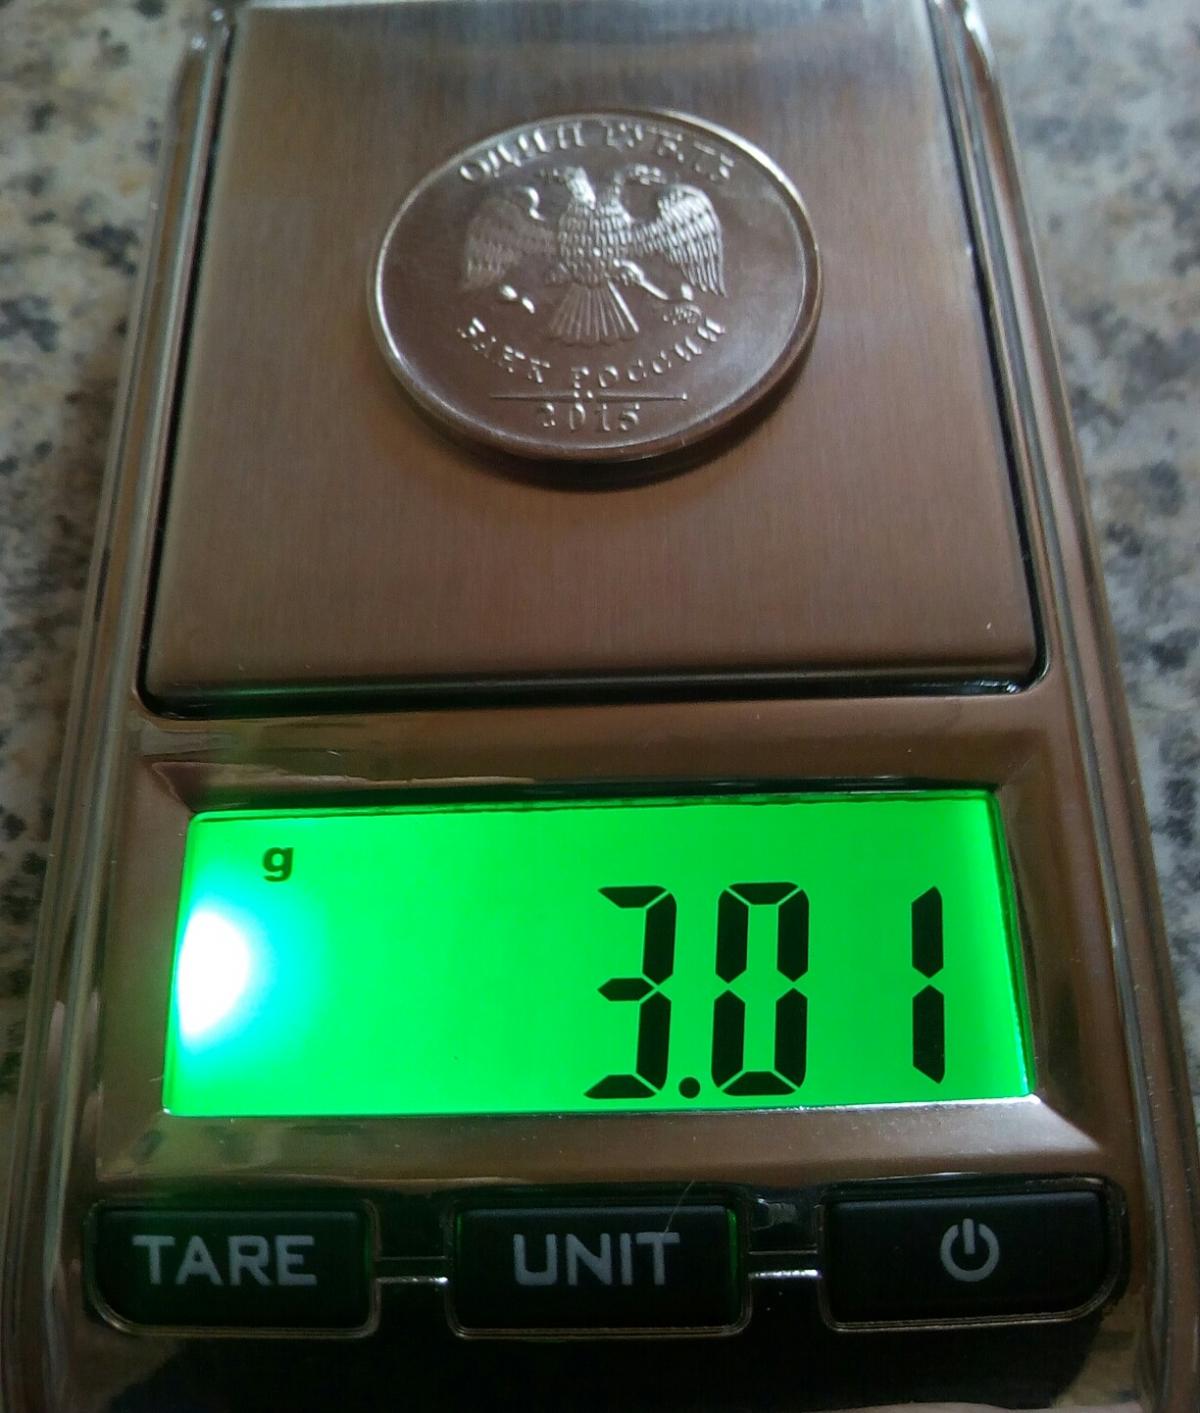 ОДИН РУБЛЬ
БАНК РОССИИ
2015
g
3.01
TARE UNIT